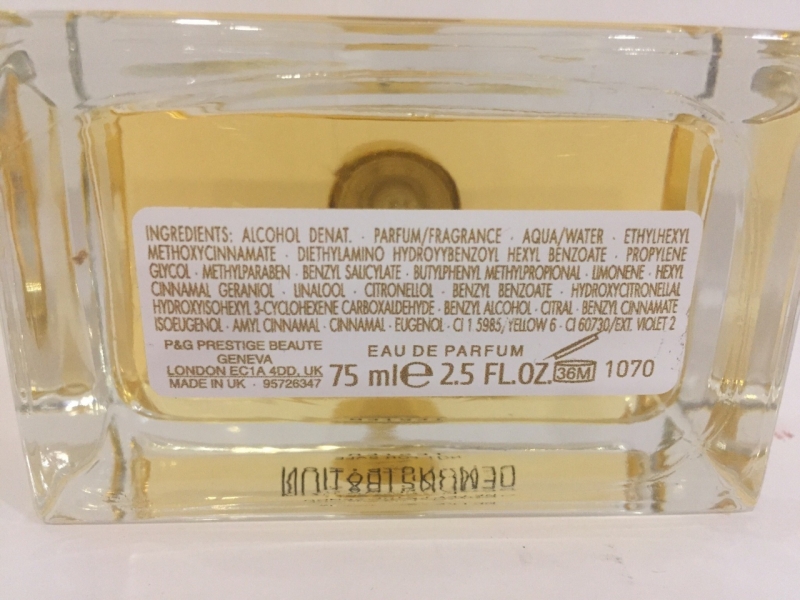 INGREDIENTS: ALCOHOL DENAT. · PARFUM/FRAGRANCE · AQUA/WATER · ETHYLHEXYL
METHOXYCINNAMATE · DIETHYLAMINO HYDROYYBENZOYL HEXYL BENZOATE · PROPYLENE
GLYCOL · METHYLPARABEN · BENZYL SALICYLATE · BUTYLPHENYL METHYLPROPIONAL · LIMONENE · HEXYL
CINNAMAL GERANIOL · LINALOOL · CITRONELLOL · BENZYL BENZOATE · HYDROXYCITRONELLAL
HYDROXYISOHEXYL 3-CYCLOHEXENE CARBOXALDEHYDE · BENZYL ALCOHOL · CITRAL · BENZYL CINNAMATE
ISOEUGENOL · AMYL CINNAMAL · CINNAMAL · EUGENOL · CI 1 5985/YELLOW 6 · CI 60730/EXT. VIOLET 2
P&G PRESTIGE BEAUTE
GENEVA
LONDON EC1A 4DD, UK
MADE IN UK · 95726347
EAU DE PARFUM
75 ml e 2.5 FL.OZ.
36M
1070